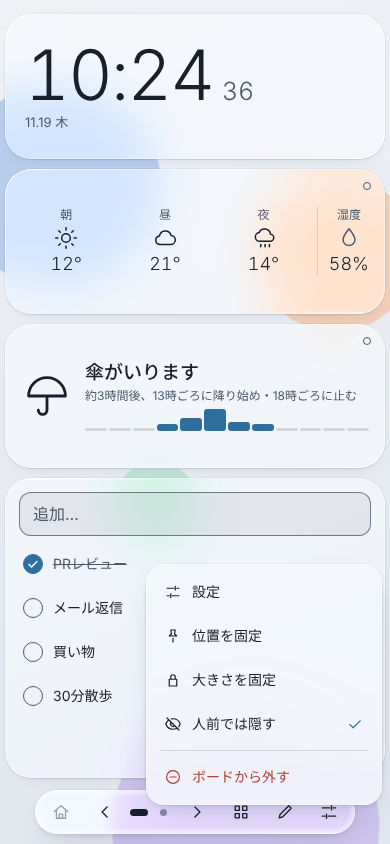 10:24 36
11.19 木
朝 昼 夜 湿度
12° 21° 14° 58%
傘がいります
約3時間後、13時ごろに降り始め・18時ごろに止む
追加...
PRレビュー
メール返信
買い物
30分散歩
設定
位置を固定
大きさを固定
人前では隠す
ボードから外す